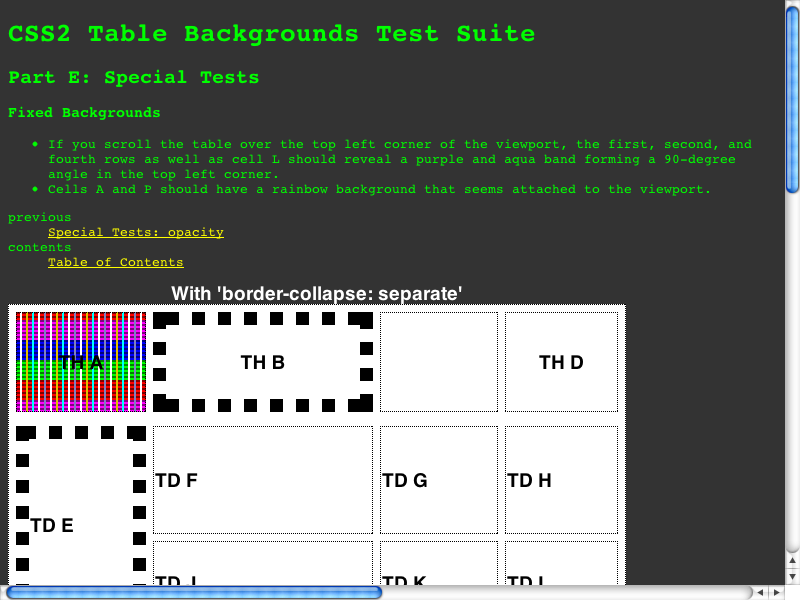 CSS2 Table Backgrounds Test Suite
Part E: Special Tests
Fixed Backgrounds
• If you scroll the table over the top left corner of the viewport, the first, second, and
fourth rows as well as cell L should reveal a purple and aqua band forming a 90-degree
angle in the top left corner.
• Cells A and P should have a rainbow background that seems attached to the viewport.
previous
Special Tests: opacity
contents
Table of Contents
With 'border-collapse: separate'
TH A TH B TH D
TD F TD G TD H
TD E
TD J TD K TD L